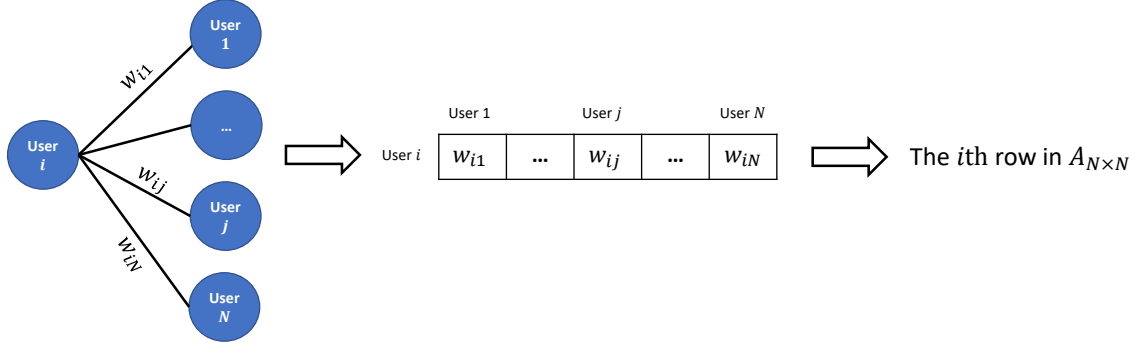 User
1
w_{i1}
...
User
i
w_{ij}
User
j
w_{iN}
User
N
User 1 User j User N
User i w_{i1} ... w_{ij} ... w_{iN}
The ith row in A_{N×N}